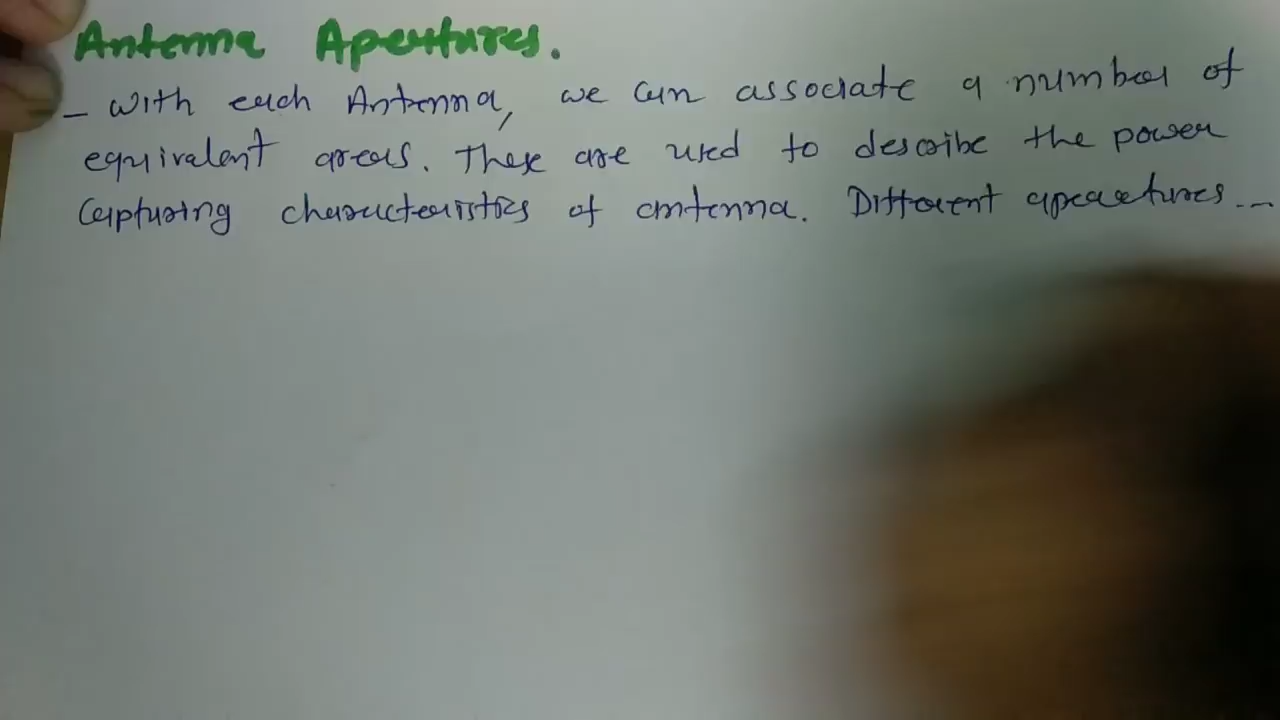 Antenna Apertures.
- With each Antenna, we can associate a number of
equivalent areas. These are used to describe the power
Capturing characteristics of antenna. Different apreartures...